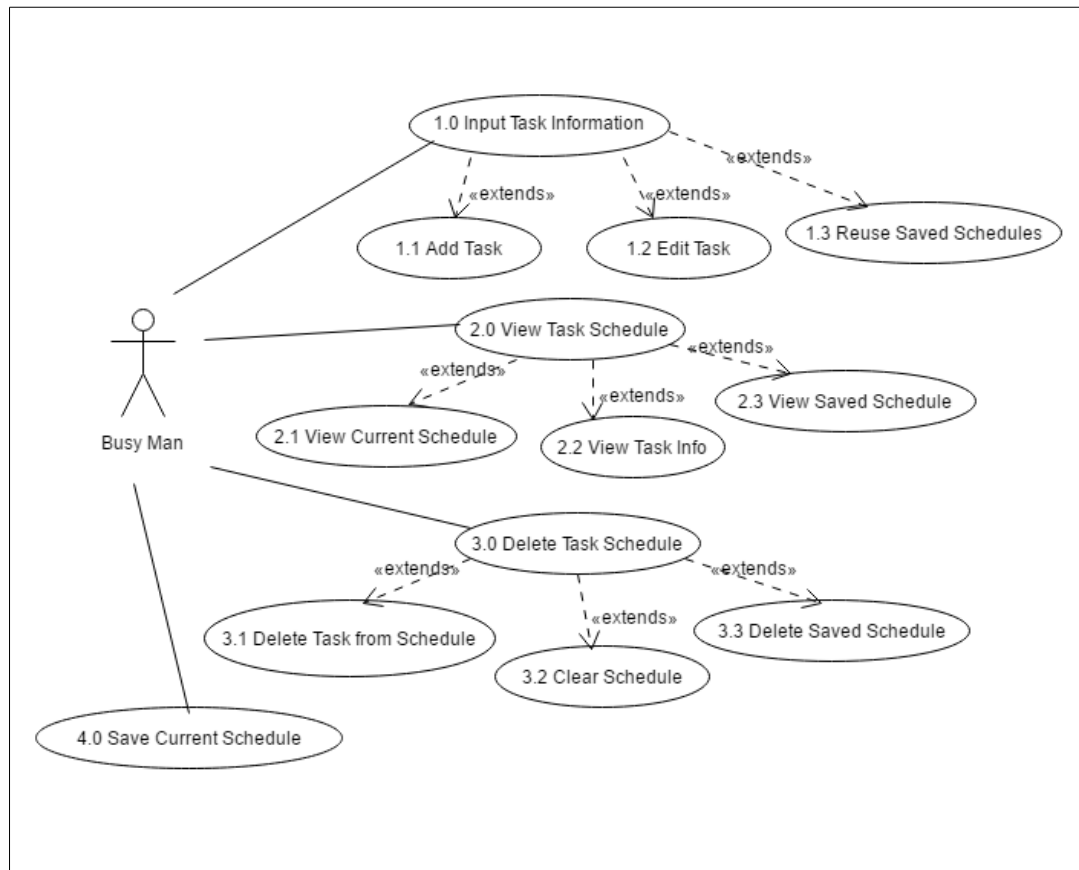 1.0 Input Task Information
«extends»
«extends»
«extends»
1.1 Add Task
1.2 Edit Task
1.3 Reuse Saved Schedules
2.0 View Task Schedule
«extends»
«extends»
«extends»
2.1 View Current Schedule
2.2 View Task Info
2.3 View Saved Schedule
Busy Man
3.0 Delete Task Schedule
«extends»
«extends»
«extends»
3.1 Delete Task from Schedule
3.2 Clear Schedule
3.3 Delete Saved Schedule
4.0 Save Current Schedule